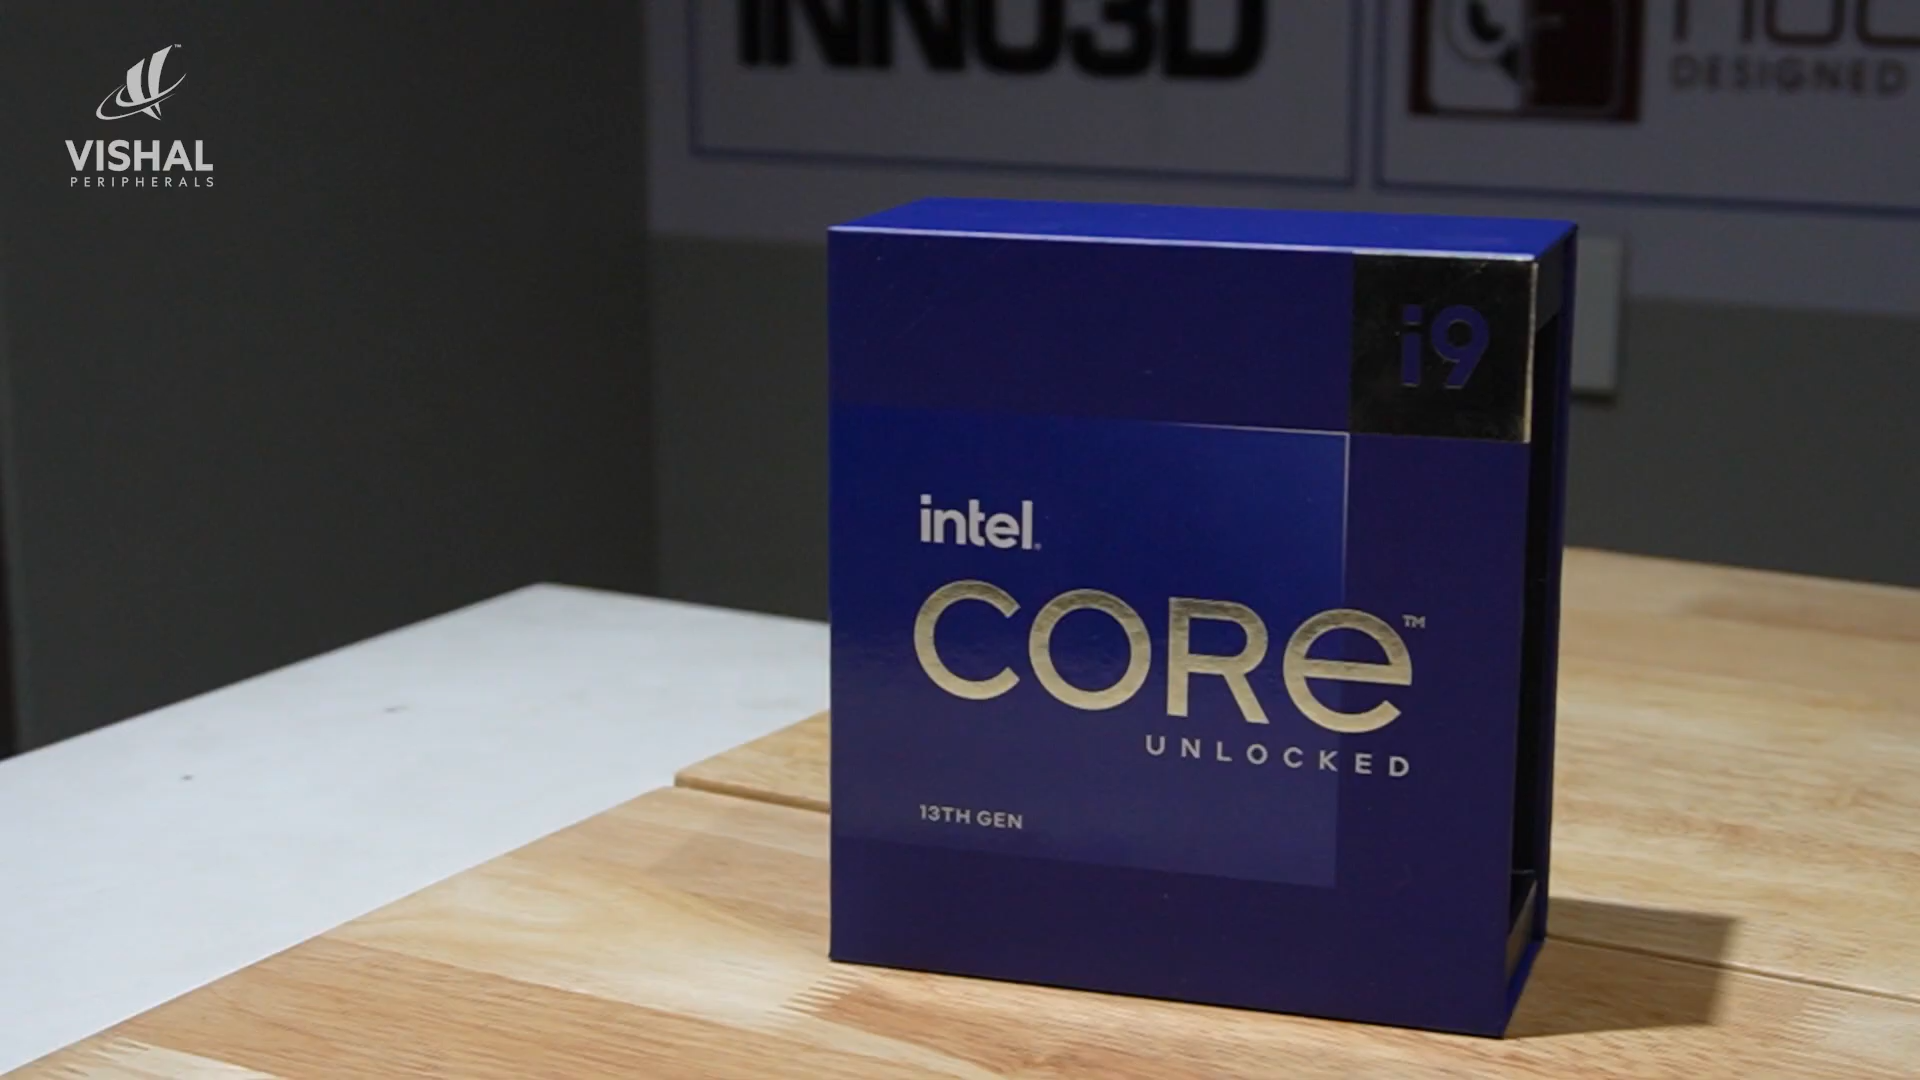 VISHAL
PERIPHERALS
INNO3D
DESIGNED
i9
intel
CORE™
UNLOCKED
13TH GEN